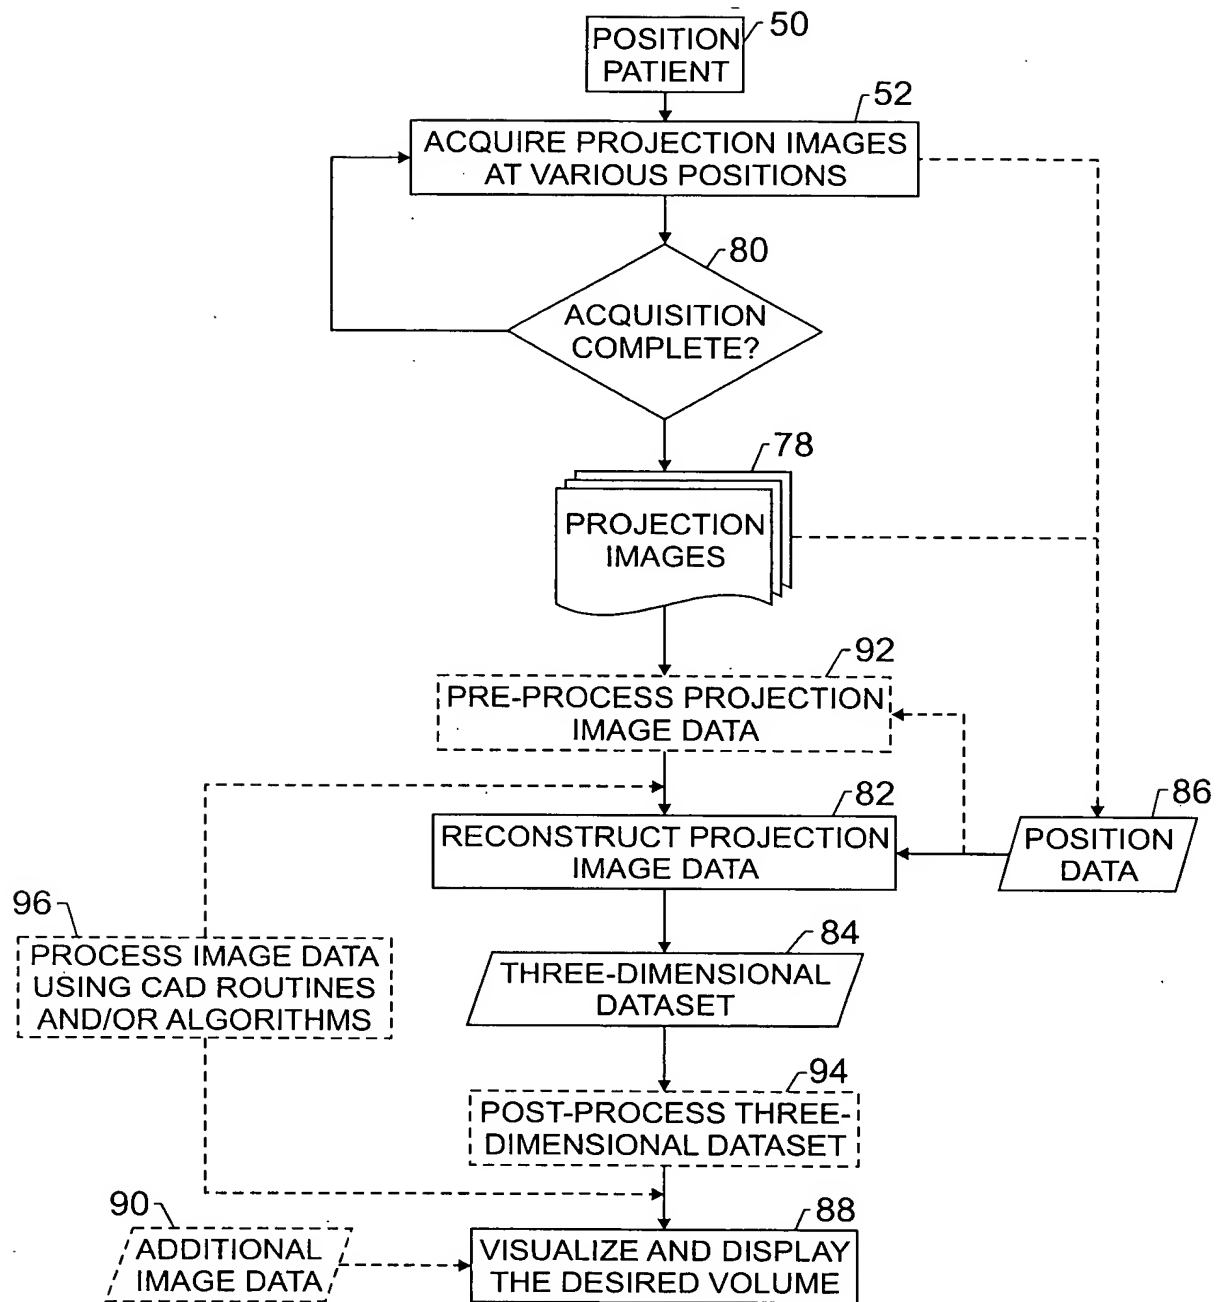 50
POSITION
PATIENT
52
ACQUIRE PROJECTION IMAGES
AT VARIOUS POSITIONS
80
ACQUISITION
COMPLETE?
78
PROJECTION
IMAGES
92
PRE-PROCESS PROJECTION
IMAGE DATA
82
RECONSTRUCT PROJECTION
IMAGE DATA
86
POSITION
DATA
96
PROCESS IMAGE DATA
USING CAD ROUTINES
AND/OR ALGORITHMS
84
THREE-DIMENSIONAL
DATASET
94
POST-PROCESS THREE-
DIMENSIONAL DATASET
90
ADDITIONAL
IMAGE DATA
88
VISUALIZE AND DISPLAY
THE DESIRED VOLUME